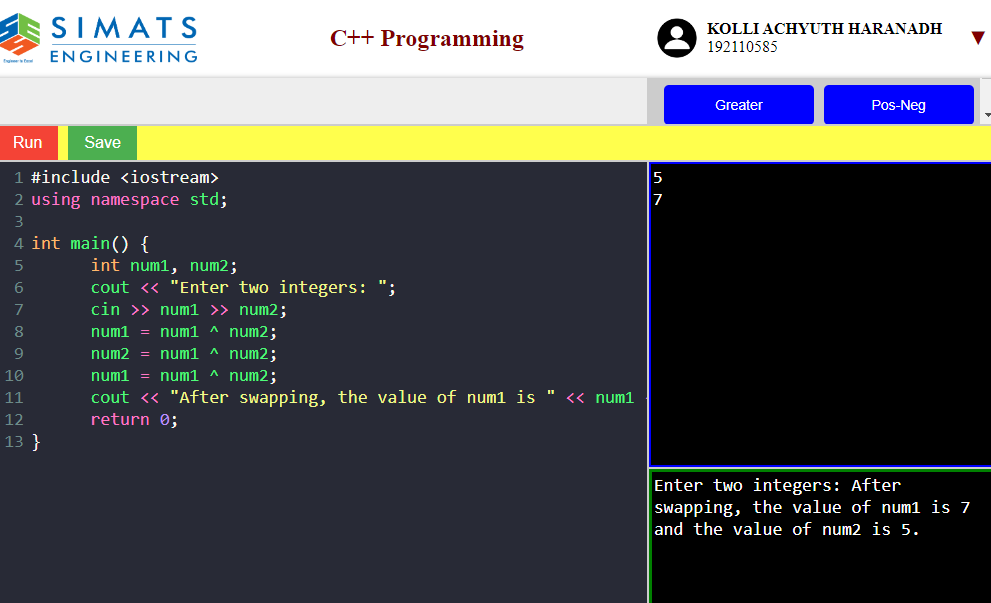 SIMATS
ENGINEERING
C++ Programming
KOLLI ACHYUTH HARANADH
192110585
Greater
Pos-Neg
Run
Save
1 #include <iostream>
2 using namespace std;
3
4 int main() {
5 int num1, num2;
6 cout << "Enter two integers: ";
7 cin >> num1 >> num2;
8 num1 = num1 ^ num2;
9 num2 = num1 ^ num2;
10 num1 = num1 ^ num2;
11 cout << "After swapping, the value of num1 is " << num1
12 return 0;
13 }
5
7
Enter two integers: After
swapping, the value of num1 is 7
and the value of num2 is 5.